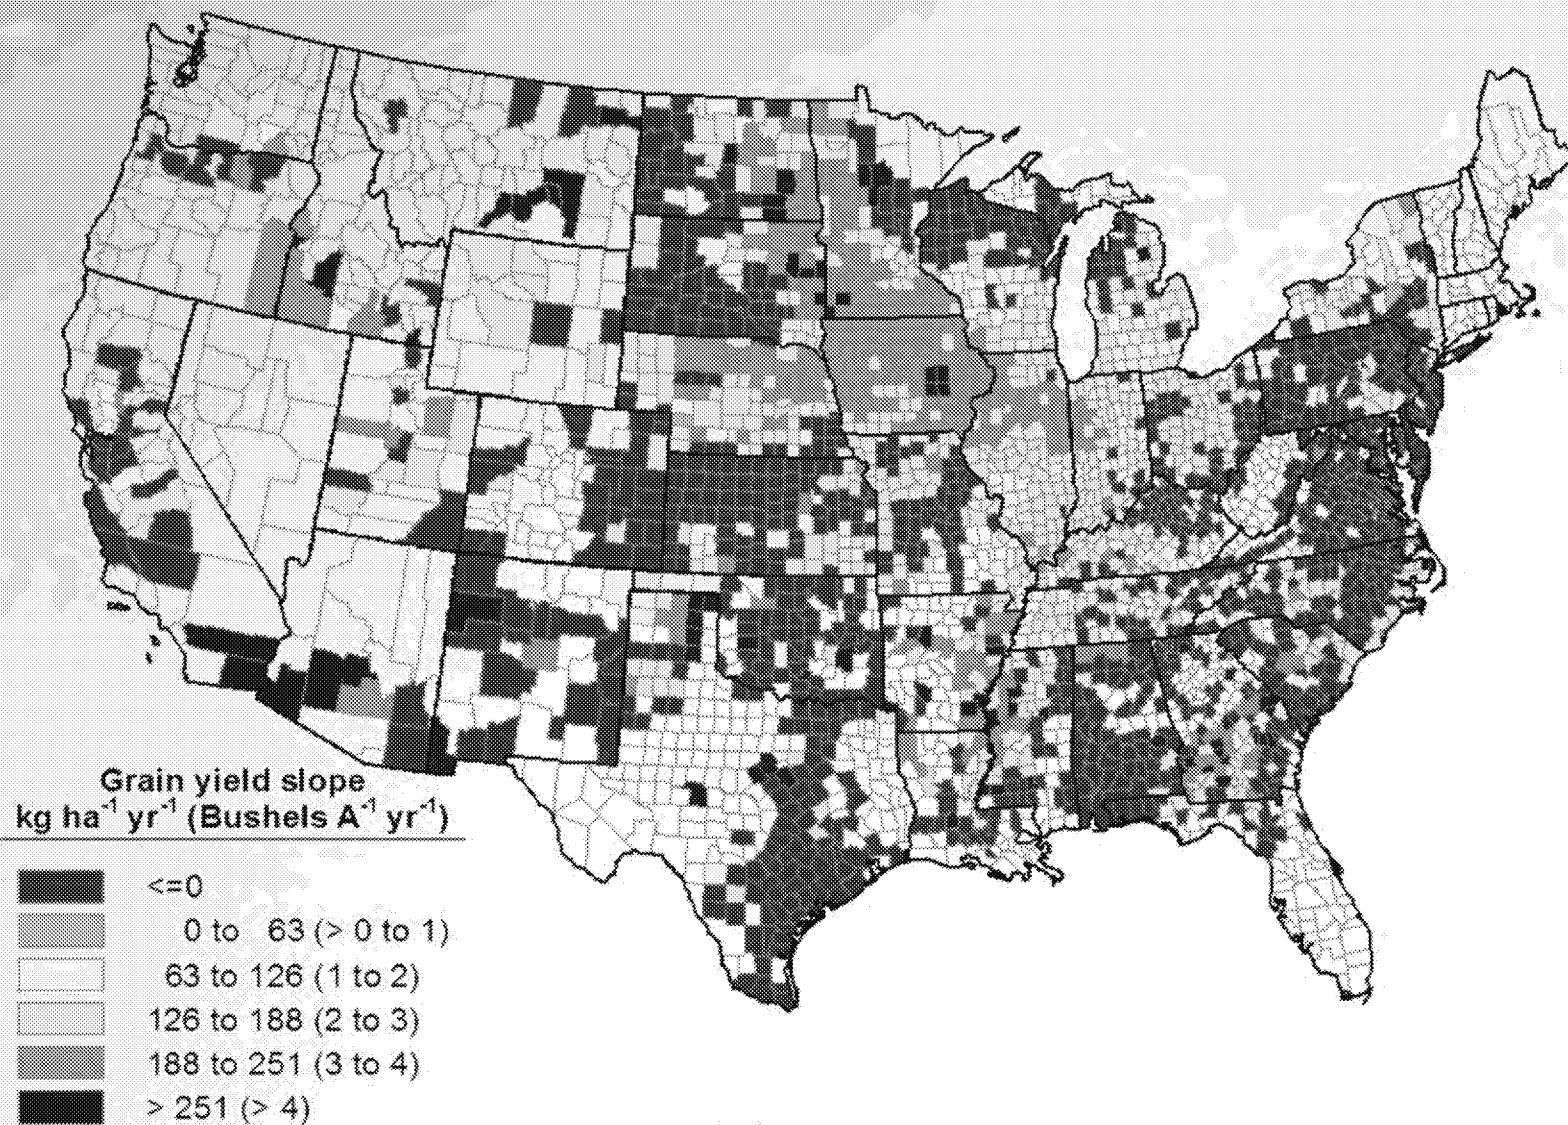 Grain yield slope
kg ha⁻¹ yr⁻¹ (Bushels A⁻¹ yr⁻¹)
<=0
0 to 63 (> 0 to 1)
63 to 126 (1 to 2)
126 to 188 (2 to 3)
188 to 251 (3 to 4)
> 251 (> 4)